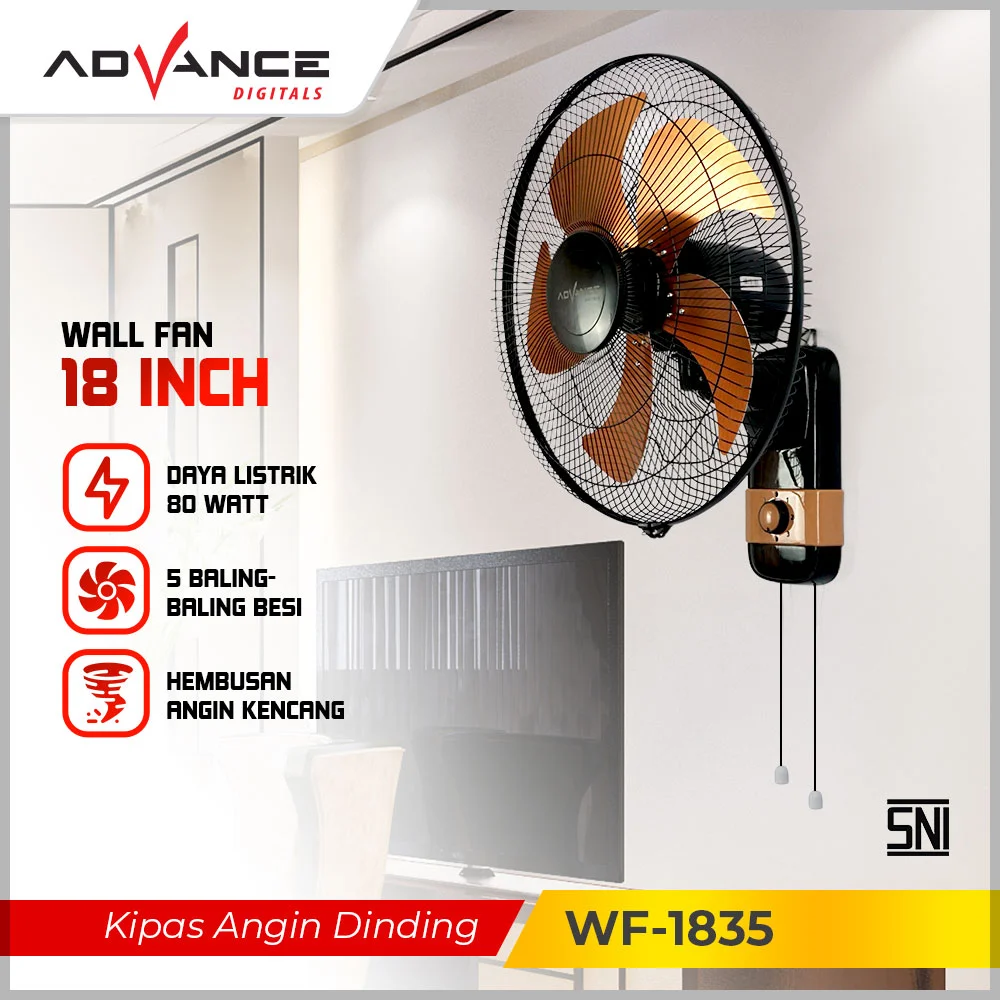 ADVANCE
DIGITALS
WALL FAN
18 INCH
DAYA LISTRIK
80 WATT
5 BALING-
BALING BESI
HEMBUSAN
ANGIN KENCANG
ADVANCE
SNI
Kipas Angin Dinding
WF-1835